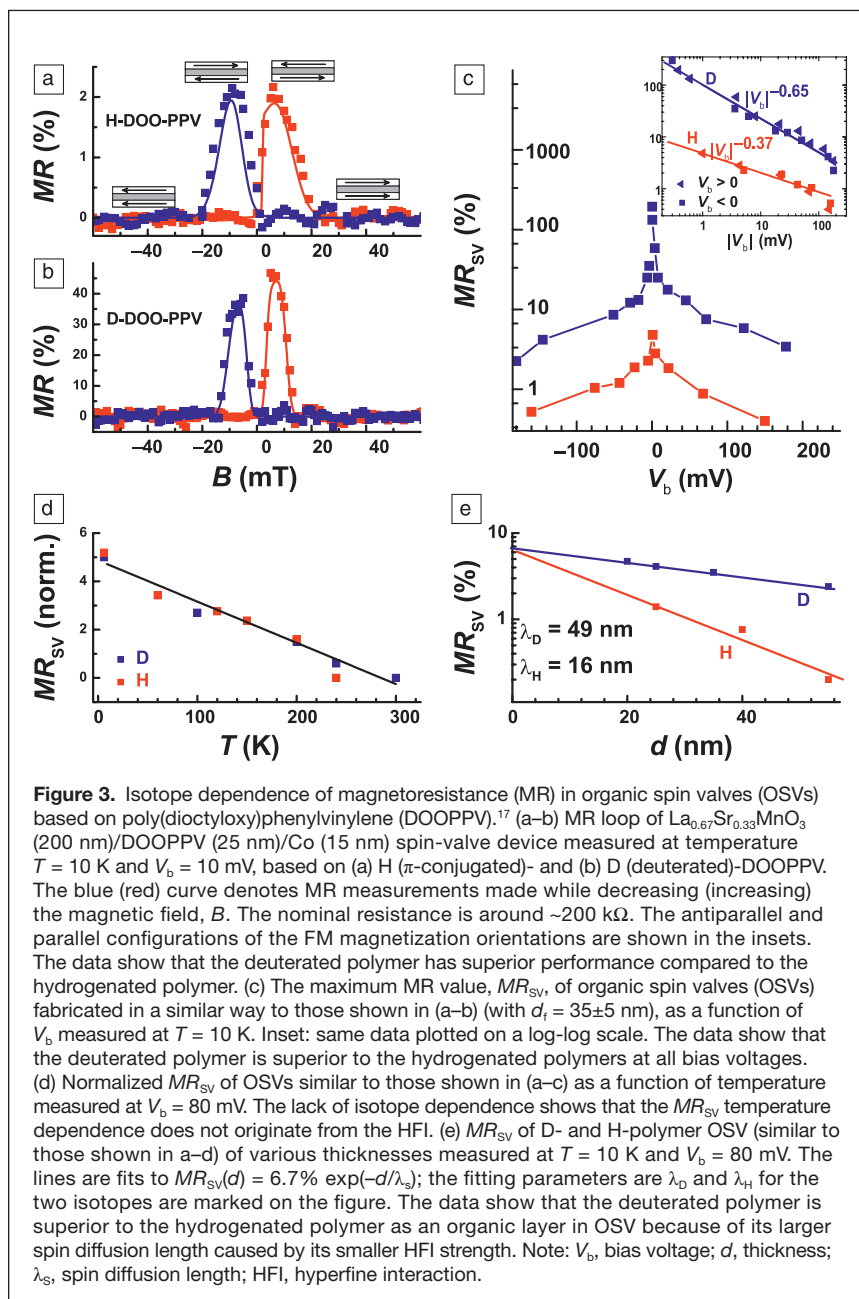 a
H-DOO-PPV
MR (%)
2
1
0
−40 −20 0 20 40
b
D-DOO-PPV
MR (%)
40
30
20
10
0
−40 −20 0 20 40
B (mT)
c
MR_SV (%)
1000
100
10
1
−100 0 100 200
V_b (mV)
D
|V_b|^−0.65
H
|V_b|^−0.37
V_b > 0
V_b < 0
100
10
1
1 10 100
|V_b| (mV)
d
MR_SV (norm.)
6
4
2
0
D
H
0 100 200 300
T (K)
e
MR_SV (%)
10
1
D
H
λ_D = 49 nm
λ_H = 16 nm
0 20 40
d (nm)
Figure 3. Isotope dependence of magnetoresistance (MR) in organic spin valves (OSVs)
based on poly(dioctyloxy)phenylvinylene (DOOPPV).¹⁷ (a–b) MR loop of La₀.₆₇Sr₀.₃₃MnO₃
(200 nm)/DOOPPV (25 nm)/Co (15 nm) spin-valve device measured at temperature
T = 10 K and V_b = 10 mV, based on (a) H (π-conjugated)- and (b) D (deuterated)-DOOPPV.
The blue (red) curve denotes MR measurements made while decreasing (increasing)
the magnetic field, B. The nominal resistance is around ~200 kΩ. The antiparallel and
parallel configurations of the FM magnetization orientations are shown in the insets.
The data show that the deuterated polymer has superior performance compared to the
hydrogenated polymer. (c) The maximum MR value, MR_SV, of organic spin valves (OSVs)
fabricated in a similar way to those shown in (a–b) (with d_f = 35±5 nm), as a function of
V_b measured at T = 10 K. Inset: same data plotted on a log-log scale. The data show that
the deuterated polymer is superior to the hydrogenated polymers at all bias voltages.
(d) Normalized MR_SV of OSVs similar to those shown in (a–c) as a function of temperature
measured at V_b = 80 mV. The lack of isotope dependence shows that the MR_SV temperature
dependence does not originate from the HFI. (e) MR_SV of D- and H-polymer OSV (similar to
those shown in a–d) of various thicknesses measured at T = 10 K and V_b = 80 mV. The
lines are fits to MR_SV(d) = 6.7% exp(–d/λ_s); the fitting parameters are λ_D and λ_H for the
two isotopes are marked on the figure. The data show that the deuterated polymer is
superior to the hydrogenated polymer as an organic layer in OSV because of its larger
spin diffusion length caused by its smaller HFI strength. Note: V_b, bias voltage; d, thickness;
λ_S, spin diffusion length; HFI, hyperfine interaction.